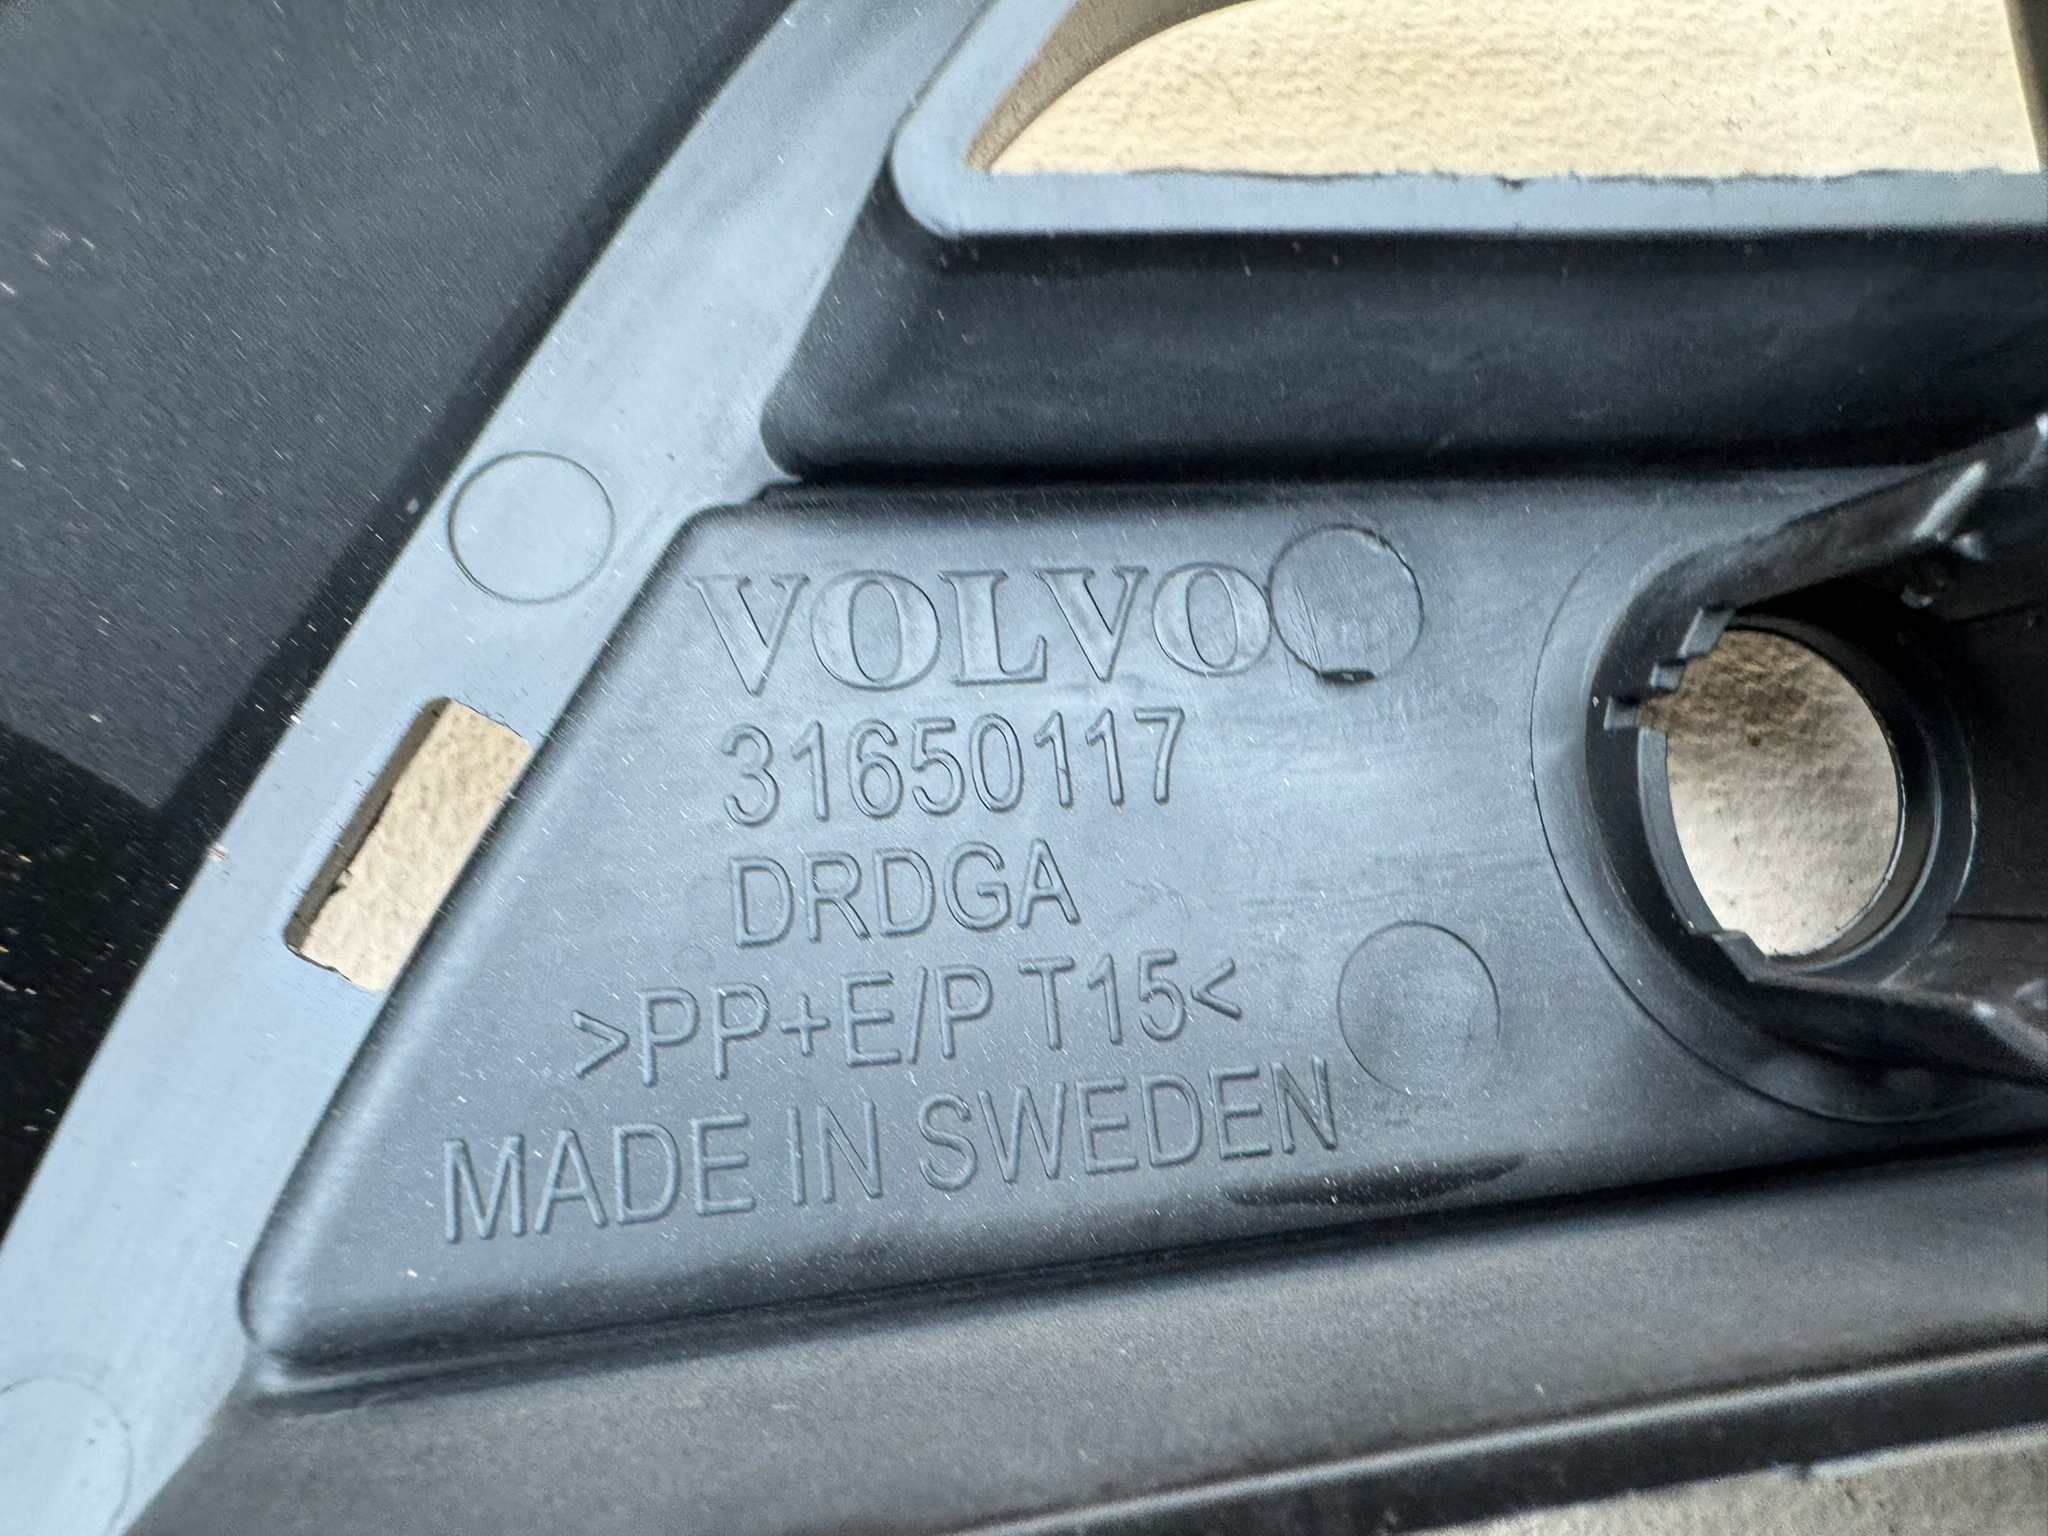 VOLVO
31650117
DRDGA
>PP+E/P T15<
MADE IN SWEDEN